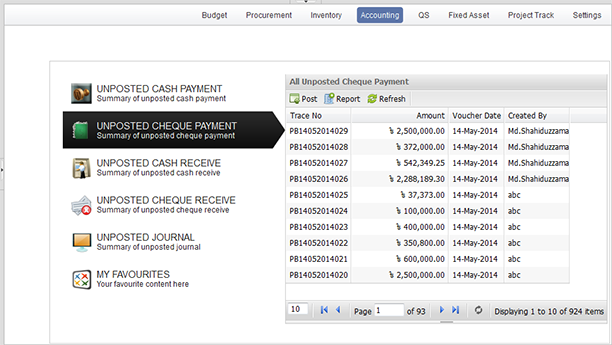 Budget Procurement Inventory Accounting QS Fixed Asset Project Track Settings
UNPOSTED CASH PAYMENT
Summary of unposted cash payment
UNPOSTED CHEQUE PAYMENT
Summary of unposted cheque payment
UNPOSTED CASH RECEIVE
Summary of unposted cash receive
UNPOSTED CHEQUE RECEIVE
Summary of unposted cheque receive
UNPOSTED JOURNAL
Summary of unposted journal
MY FAVOURITES
Your favourite content here
All Unposted Cheque Payment
Post Report Refresh
Trace No Amount Voucher Date Created By
PB14052014029 ৳ 2,500,000.00 14-May-2014 Md.Shahiduzzama
PB14052014028 ৳ 372,000.00 14-May-2014 Md.Shahiduzzama
PB14052014027 ৳ 542,349.25 14-May-2014 Md.Shahiduzzama
PB14052014026 ৳ 2,288,189.30 14-May-2014 Md.Shahiduzzama
PB14052014025 ৳ 37,373.00 14-May-2014 abc
PB14052014024 ৳ 100,000.00 14-May-2014 abc
PB14052014023 ৳ 400,000.00 14-May-2014 abc
PB14052014022 ৳ 350,800.00 14-May-2014 abc
PB14052014021 ৳ 600,000.00 14-May-2014 abc
PB14052014020 ৳ 2,500,000.00 14-May-2014 abc
10 Page 1 of 93 Displaying 1 to 10 of 924 items